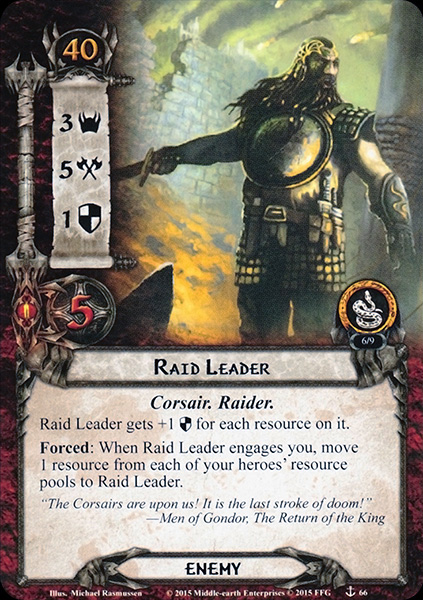 40
3
5
1
5
6/9
RAID LEADER
Corsair. Raider.
Raid Leader gets +1 for each resource on it.
Forced: When Raid Leader engages you, move
1 resource from each of your heroes’ resource
pools to Raid Leader.
“The Corsairs are upon us! It is the last stroke of doom!”
—Men of Gondor, The Return of the King
ENEMY
Illus. Michael Rasmussen © 2015 Middle-earth Enterprises © 2015 FFG 66